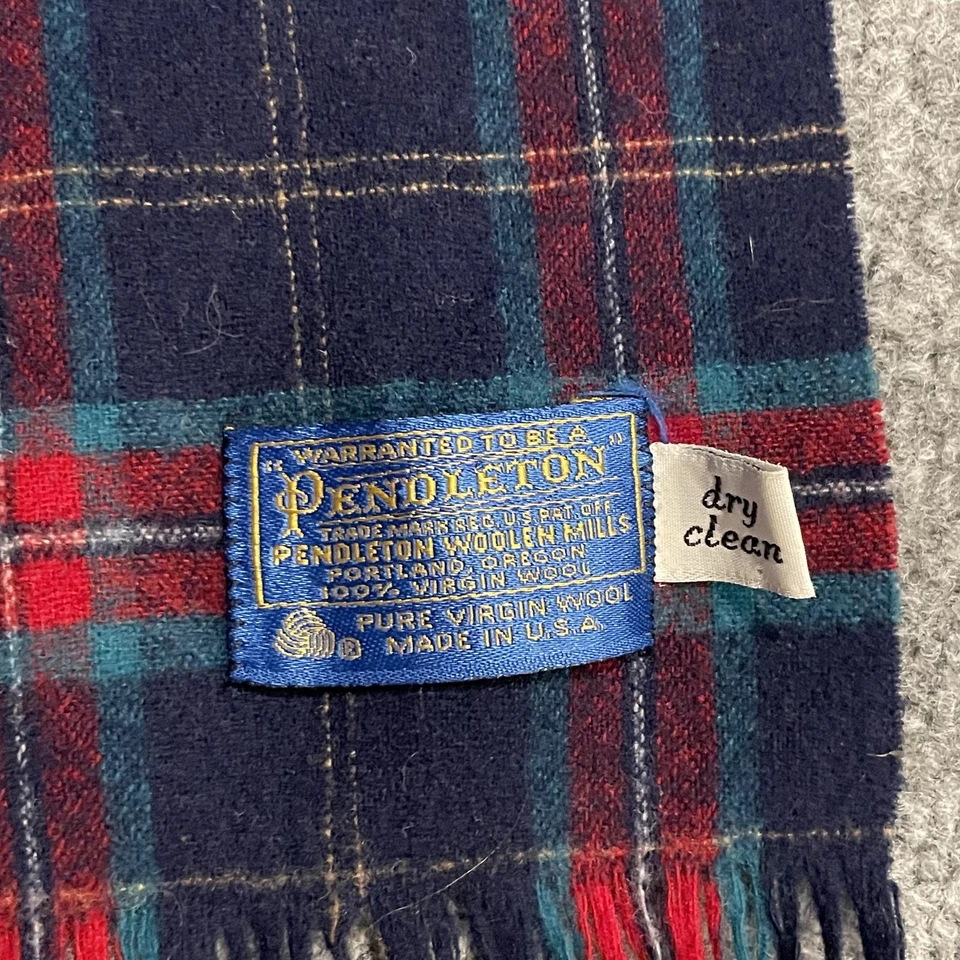 "WARRANTED TO BE A
PENDLETON"
TRADE MARK REG. U.S. PAT. OFF.
PENDLETON WOOLEN MILLS
PORTLAND, OREGON
100% VIRGIN WOOL
PURE VIRGIN WOOL
® MADE IN U.S.A.
dry
clean